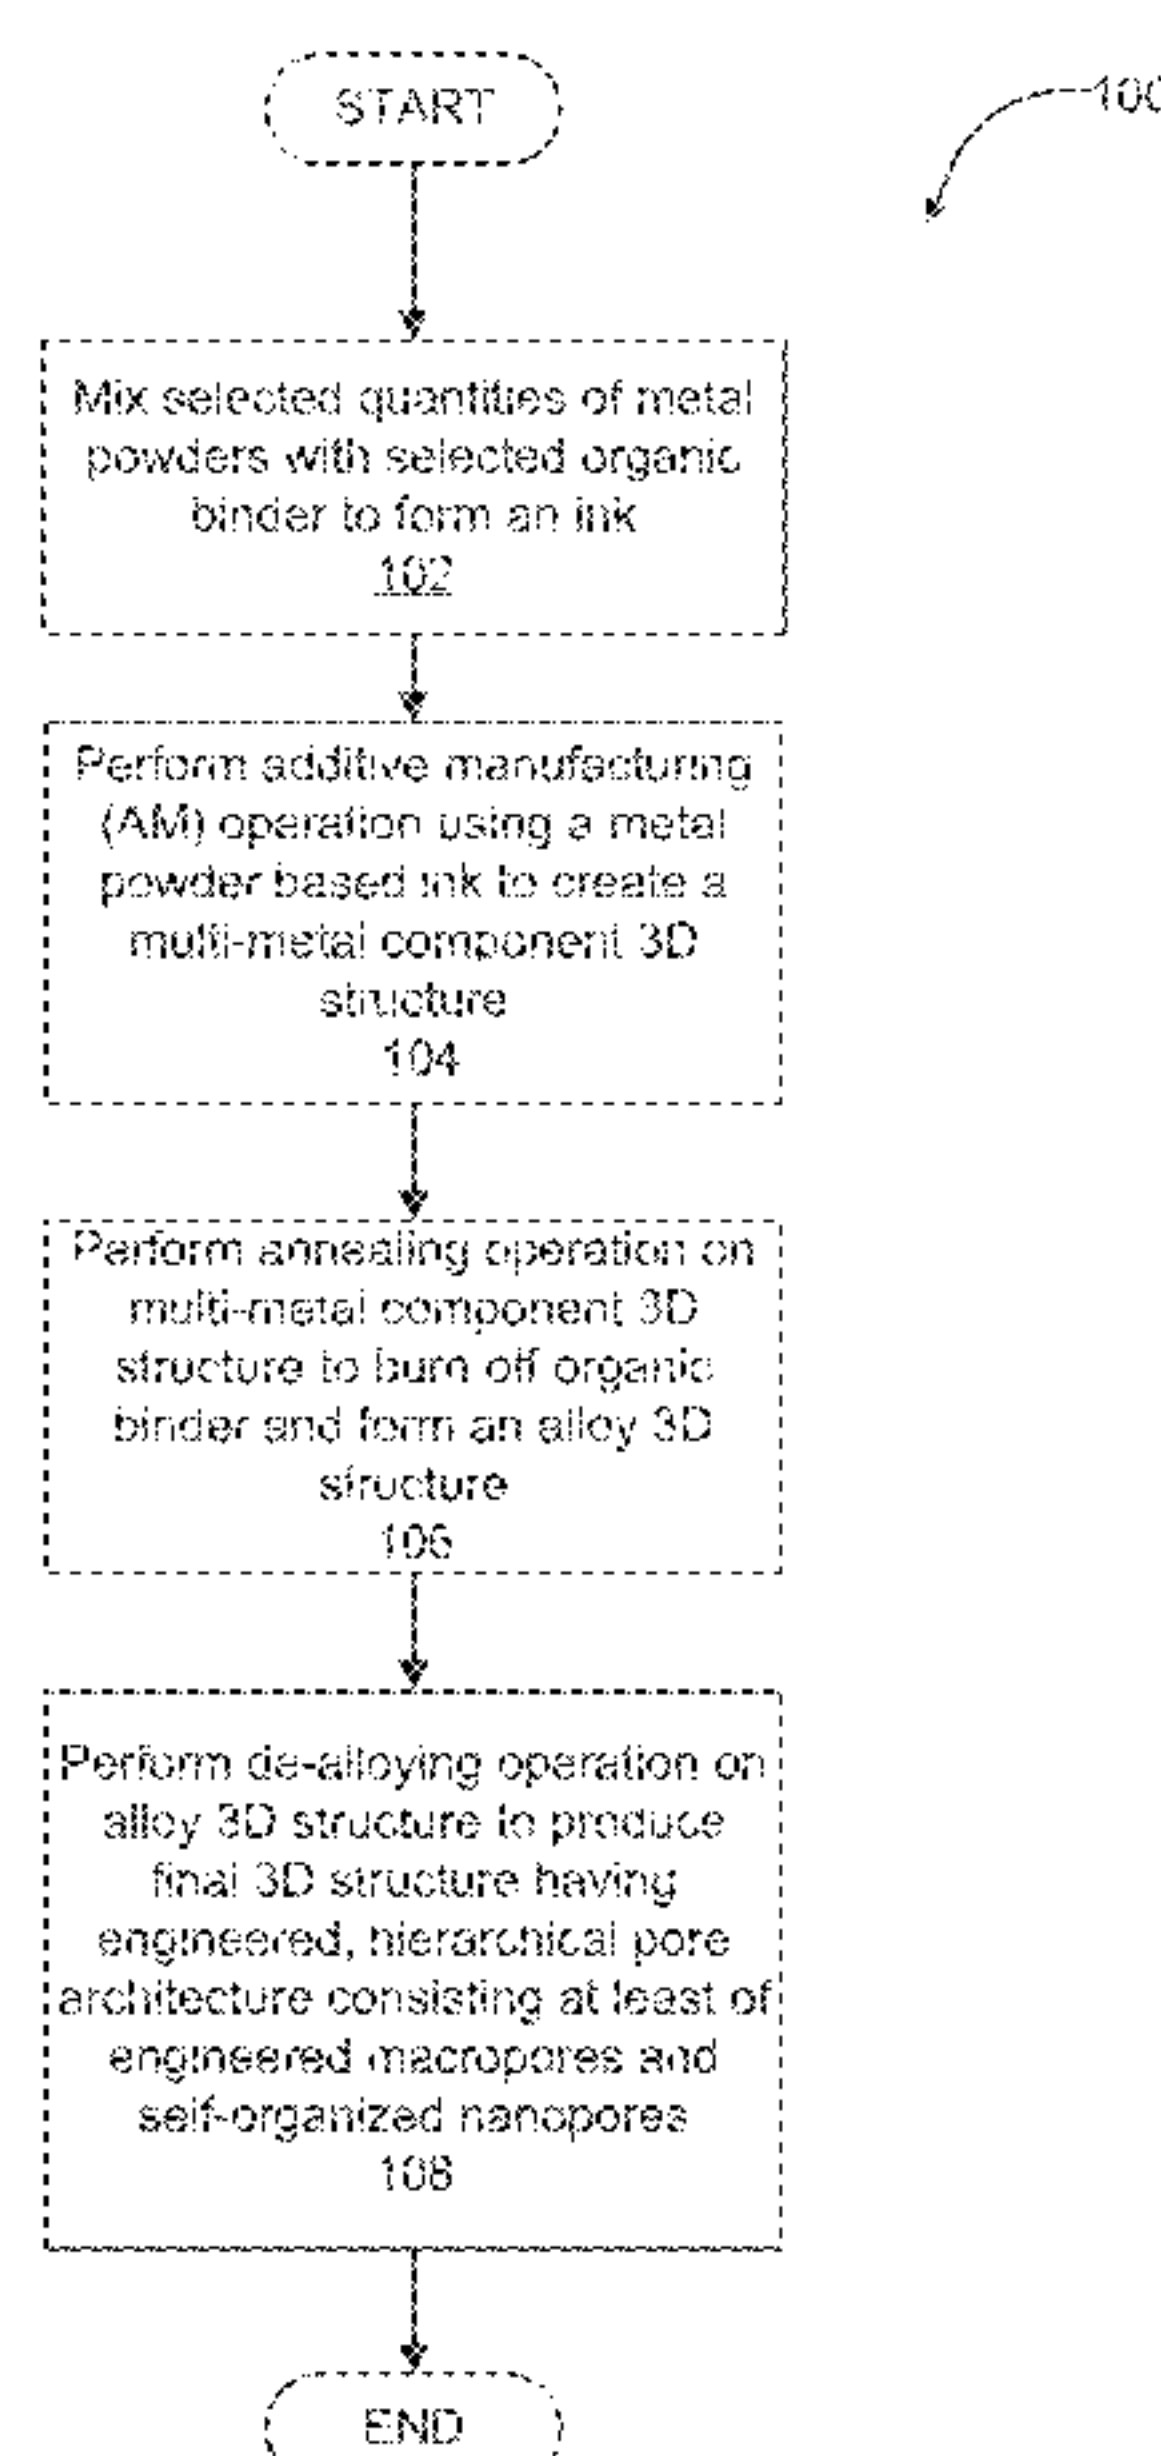 START
100
Mix selected quantities of metal
powders with selected organic
binder to form an ink
102
Perform additive manufacturing
(AM) operation using a metal
powder based ink to create a
multi-metal component 3D
structure
104
Perform annealing operation on
multi-metal component 3D
structure to burn off organic
binder and form an alloy 3D
structure
106
Perform de-alloying operation on
alloy 3D structure to produce
final 3D structure having
engineered, hierarchical pore
architecture consisting at least of
engineered macropores and
self-organized nanopores
108
END